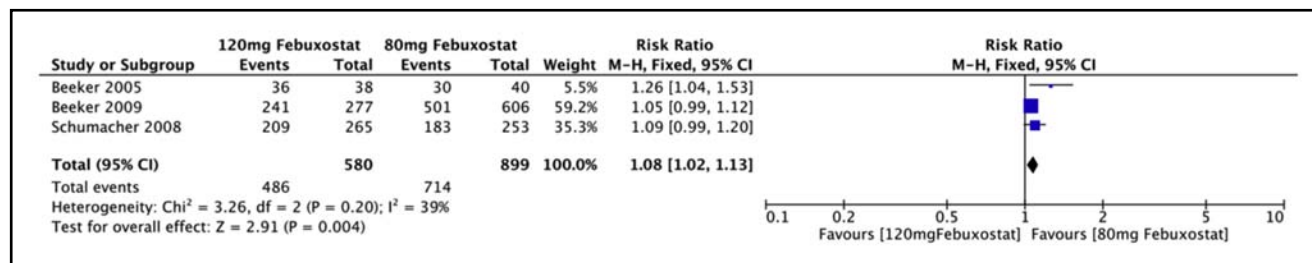 120mg Febuxostat 80mg Febuxostat Risk Ratio Risk Ratio
Study or Subgroup Events Total Events Total Weight M-H, Fixed, 95% CI M-H, Fixed, 95% CI
Beeker 2005 36 38 30 40 5.5% 1.26 [1.04, 1.53]
Beeker 2009 241 277 501 606 59.2% 1.05 [0.99, 1.12]
Schumacher 2008 209 265 183 253 35.3% 1.09 [0.99, 1.20]
Total (95% CI) 580 899 100.0% 1.08 [1.02, 1.13]
Total events 486 714
Heterogeneity: Chi² = 3.26, df = 2 (P = 0.20); I² = 39%
Test for overall effect: Z = 2.91 (P = 0.004)
0.1 0.2 0.5 1 2 5 10
Favours [120mgFebuxostat] Favours [80mg Febuxostat]